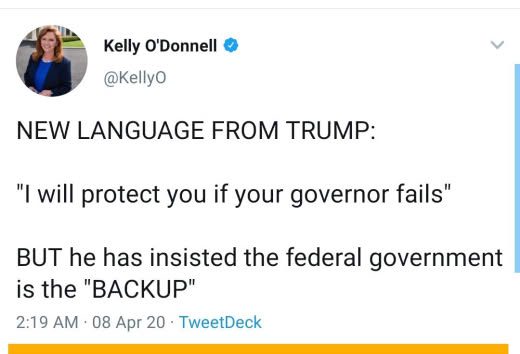 Kelly O'Donnell
@KellyO
NEW LANGUAGE FROM TRUMP:
"I will protect you if your governor fails"
BUT he has insisted the federal government
is the "BACKUP"
2:19 AM · 08 Apr 20 · TweetDeck